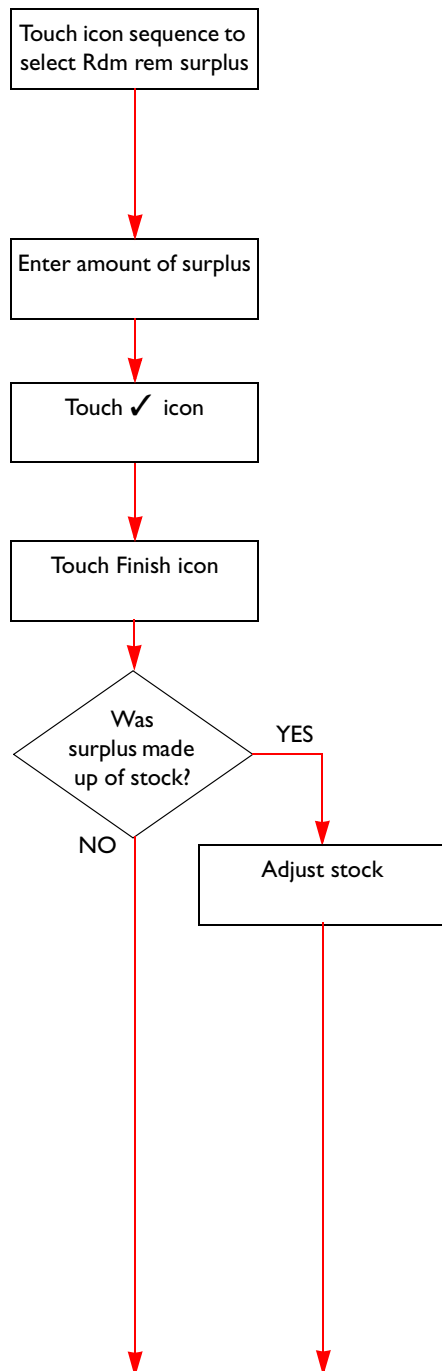 Touch icon sequence to
select Rdm rem surplus
Enter amount of surplus
Touch ✓ icon
Touch Finish icon
Was
surplus made
up of stock?
YES
NO
Adjust stock